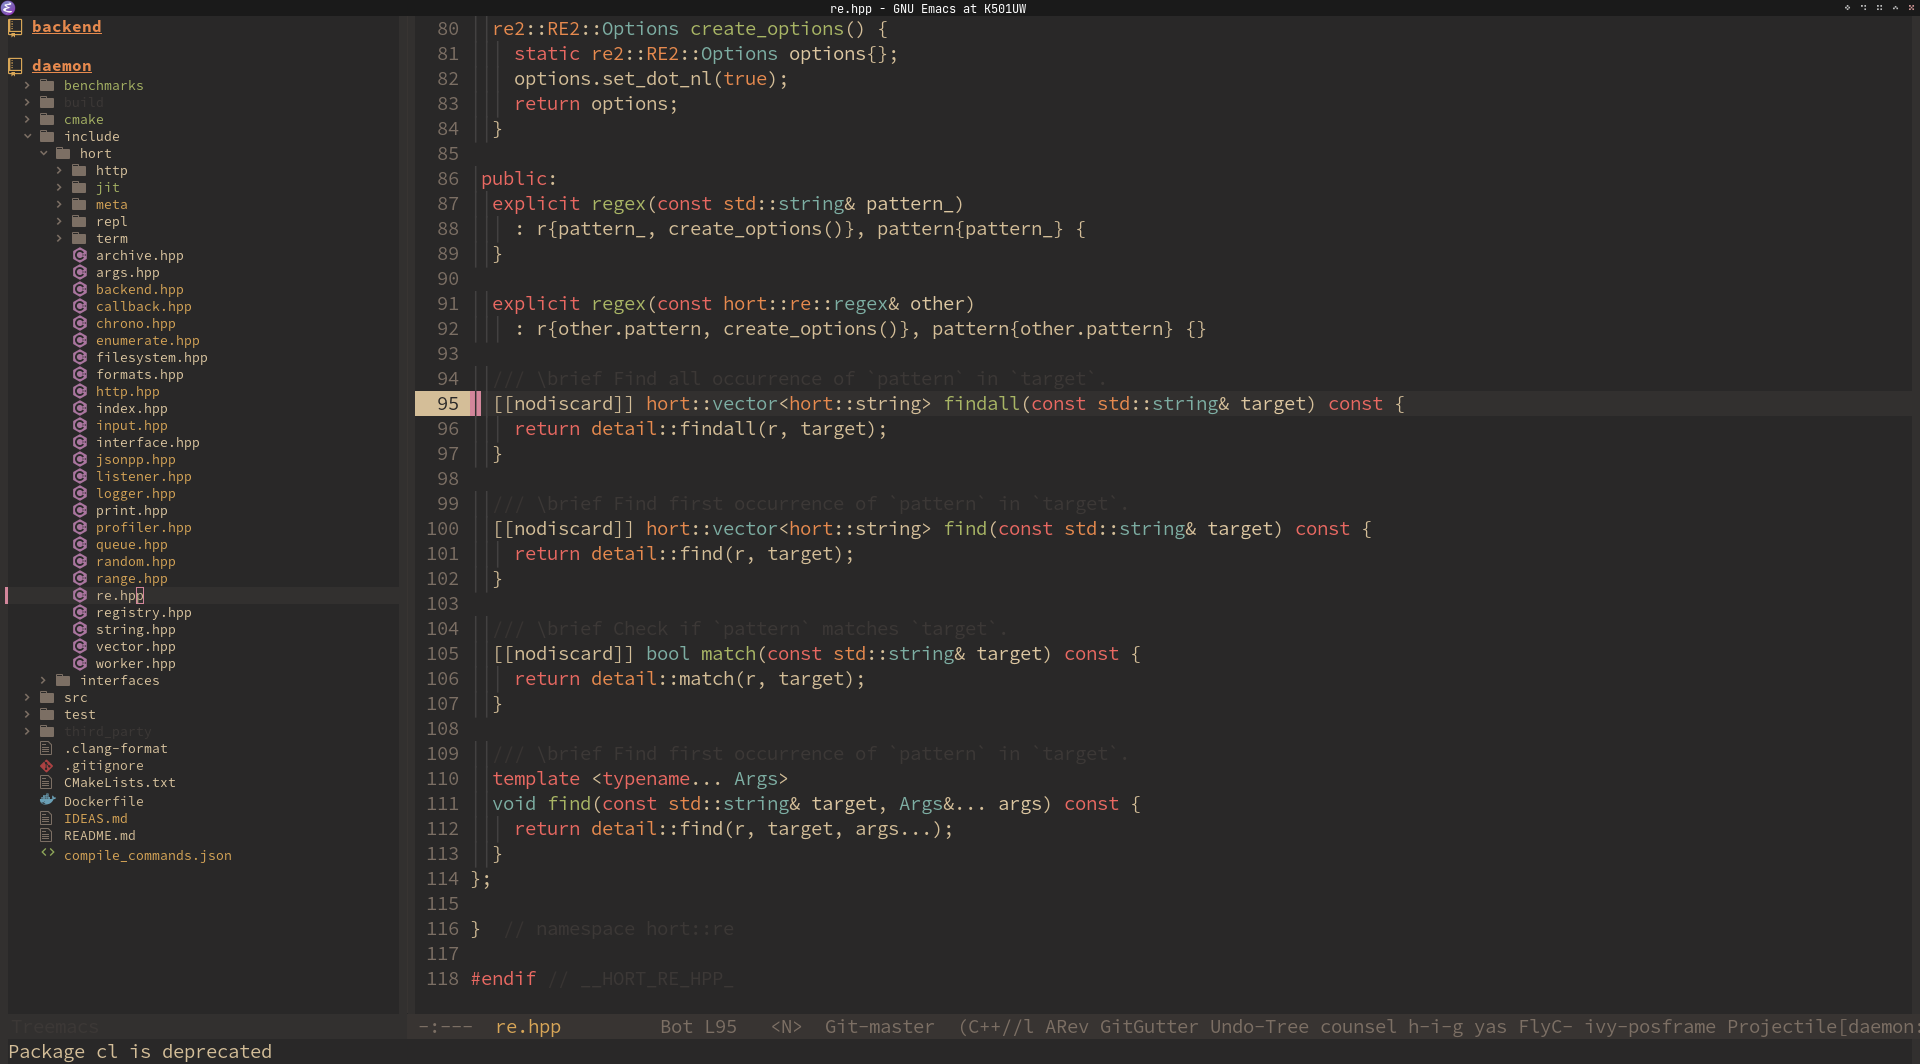 re.hpp - GNU Emacs at K501UW
backend
daemon
benchmarks
build
cmake
include
hort
http
jit
meta
repl
term
archive.hpp
args.hpp
backend.hpp
callback.hpp
chrono.hpp
enumerate.hpp
filesystem.hpp
formats.hpp
http.hpp
index.hpp
input.hpp
interface.hpp
jsonpp.hpp
listener.hpp
logger.hpp
print.hpp
profiler.hpp
queue.hpp
random.hpp
range.hpp
re.hpp
registry.hpp
string.hpp
vector.hpp
worker.hpp
interfaces
src
test
third_party
.clang-format
.gitignore
CMakeLists.txt
Dockerfile
IDEAS.md
README.md
compile_commands.json
Treemacs
80 re2::RE2::Options create_options() {
81 static re2::RE2::Options options{};
82 options.set_dot_nl(true);
83 return options;
84 }
85
86 public:
87 explicit regex(const std::string& pattern_)
88 : r{pattern_, create_options()}, pattern{pattern_} {
89 }
90
91 explicit regex(const hort::re::regex& other)
92 : r{other.pattern, create_options()}, pattern{other.pattern} {}
93
94 /// \brief Find all occurrence of `pattern` in `target`.
95 [[nodiscard]] hort::vector<hort::string> findall(const std::string& target) const {
96 return detail::findall(r, target);
97 }
98
99 /// \brief Find first occurrence of `pattern` in `target`.
100 [[nodiscard]] hort::vector<hort::string> find(const std::string& target) const {
101 return detail::find(r, target);
102 }
103
104 /// \brief Check if `pattern` matches `target`.
105 [[nodiscard]] bool match(const std::string& target) const {
106 return detail::match(r, target);
107 }
108
109 /// \brief Find first occurrence of `pattern` in `target`.
110 template <typename... Args>
111 void find(const std::string& target, Args&... args) const {
112 return detail::find(r, target, args...);
113 }
114 };
115
116 } // namespace hort::re
117
118 #endif // __HORT_RE_HPP_
-:--- re.hpp Bot L95 <N> Git-master (C++//l ARev GitGutter Undo-Tree counsel h-i-g yas FlyC- ivy-posframe Projectile[daemon:
Package cl is deprecated